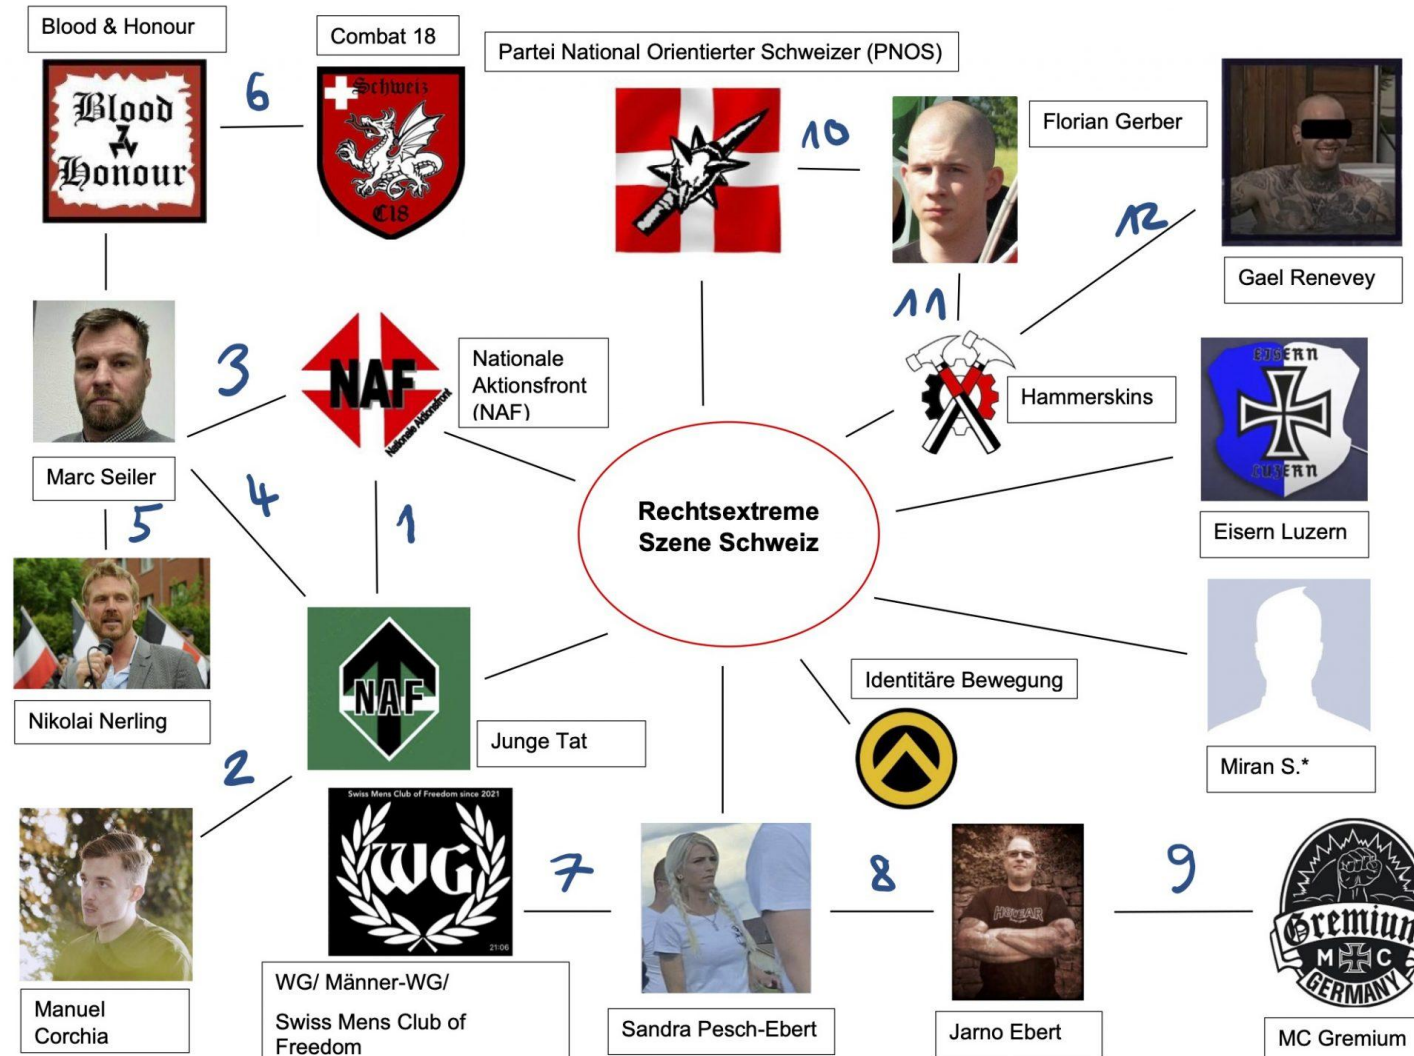 Blood & Honour
Combat 18
Partei National Orientierter Schweizer (PNOS)
Blood
Honour
6
Schweiz
C18
10
Florian Gerber
12
Gael Renevey
11
3
NAF
Nationale Aktionsfront
Nationale
Aktionsfront
(NAF)
Hammerskins
EISERN
LUZERN
Marc Seiler
4
5
1
Rechtsextreme
Szene Schweiz
Eisern Luzern
NAF
Identitäre Bewegung
Nikolai Nerling
Junge Tat
Miran S.*
2
Swiss Mens Club of Freedom since 2021
WG
21:06
7
8
HOLGAR
9
Gremium
M C
GERMANY
Manuel
Corchia
WG/ Männer-WG/
Swiss Mens Club of
Freedom
Sandra Pesch-Ebert
Jarno Ebert
MC Gremium